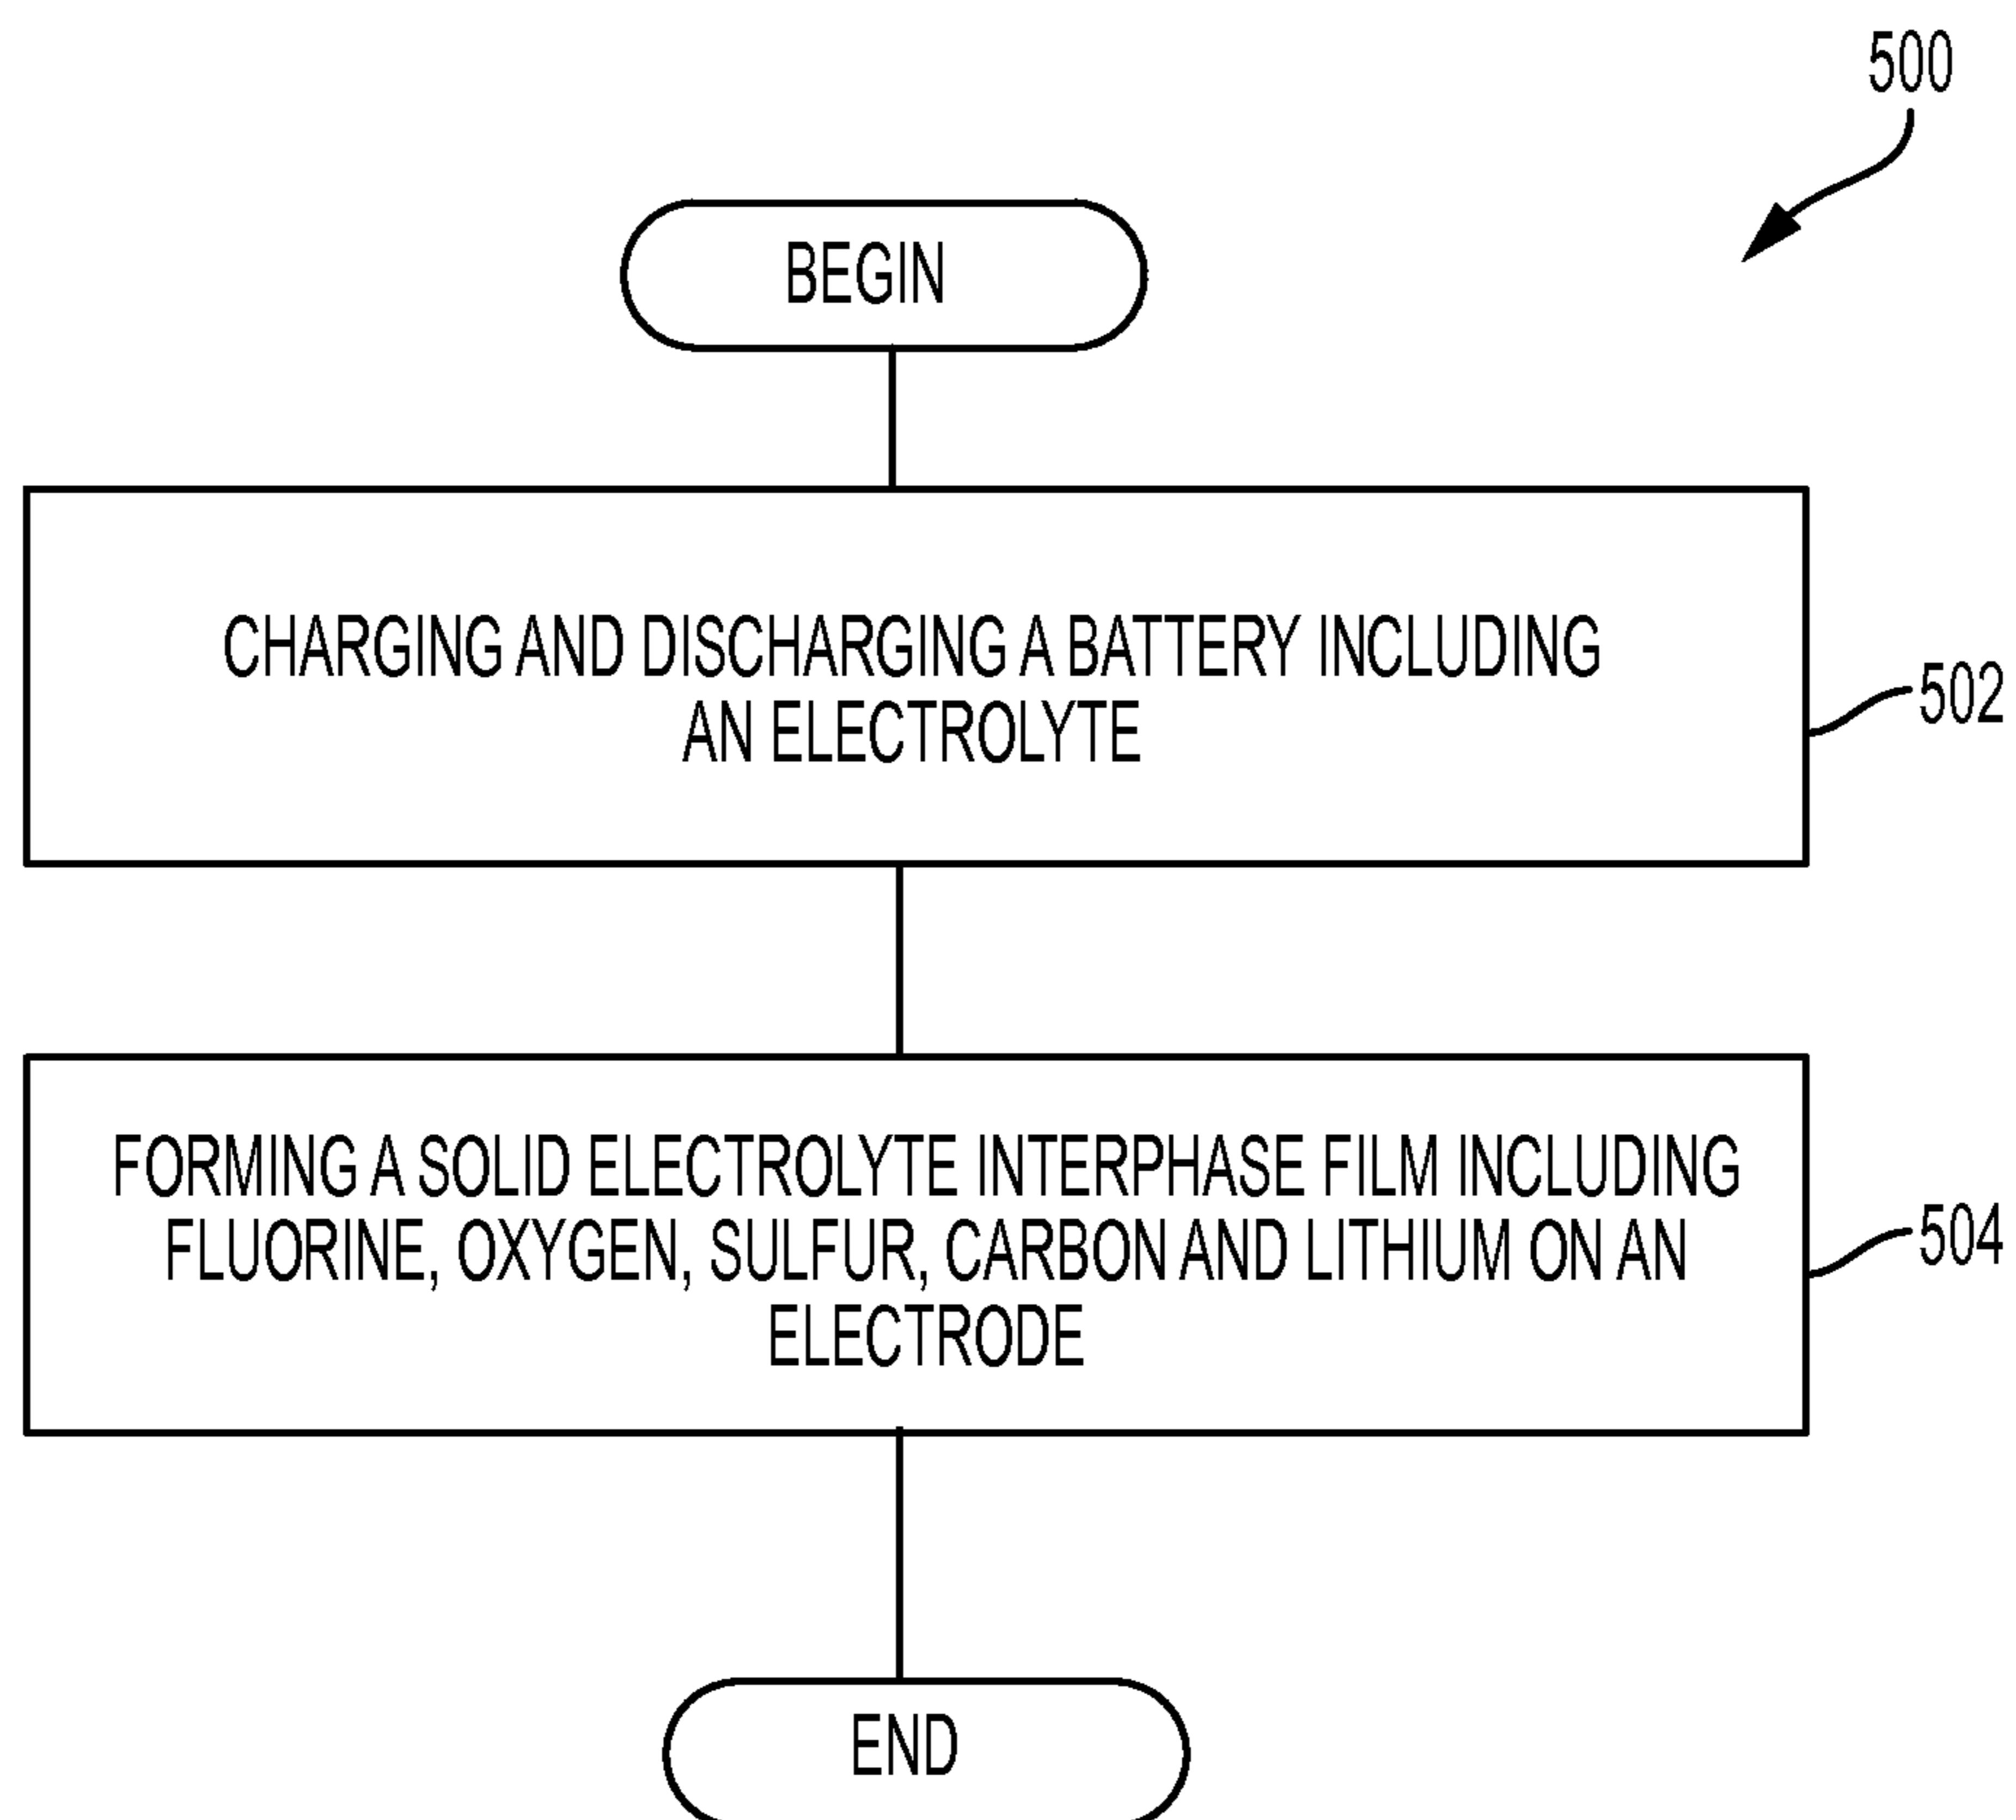 500
BEGIN
CHARGING AND DISCHARGING A BATTERY INCLUDING
AN ELECTROLYTE
502
FORMING A SOLID ELECTROLYTE INTERPHASE FILM INCLUDING
FLUORINE, OXYGEN, SULFUR, CARBON AND LITHIUM ON AN
ELECTRODE
504
END